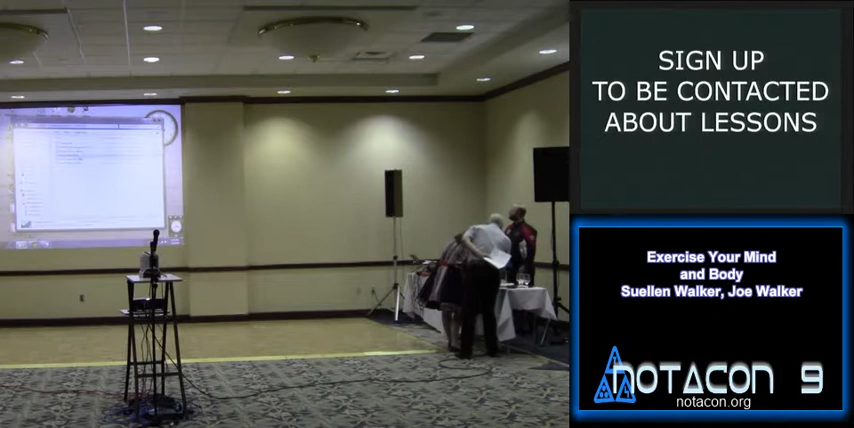 SIGN UP
TO BE CONTACTED
ABOUT LESSONS
Exercise Your Mind
and Body
Suellen Walker, Joe Walker
NOTACON 9
notacon.org